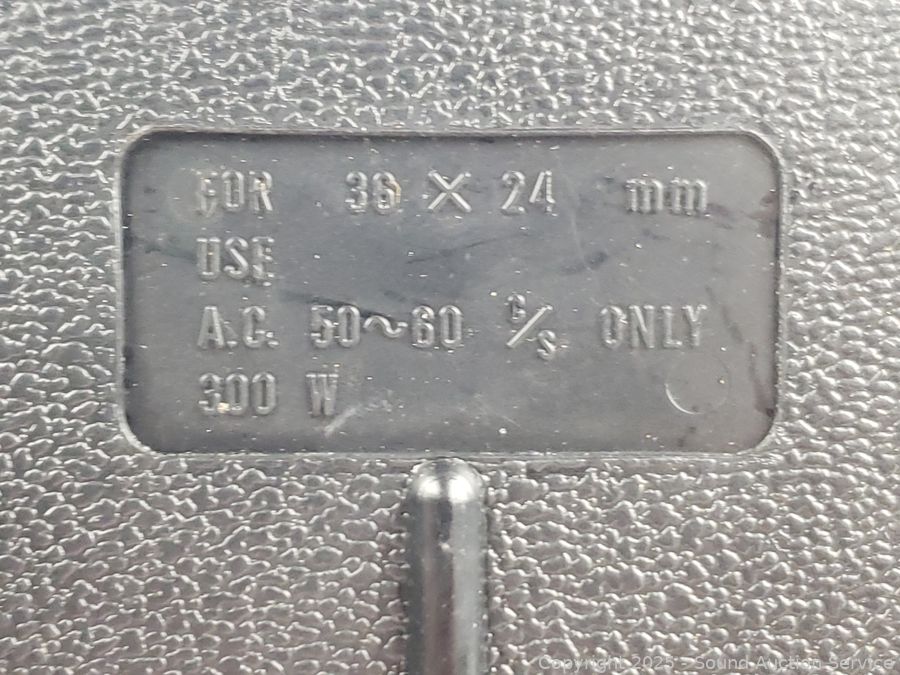 FOR 36 × 24 mm
USE
A.C. 50~60 C/S ONLY
300 W
Copyright 2025 - Sound Auction Service